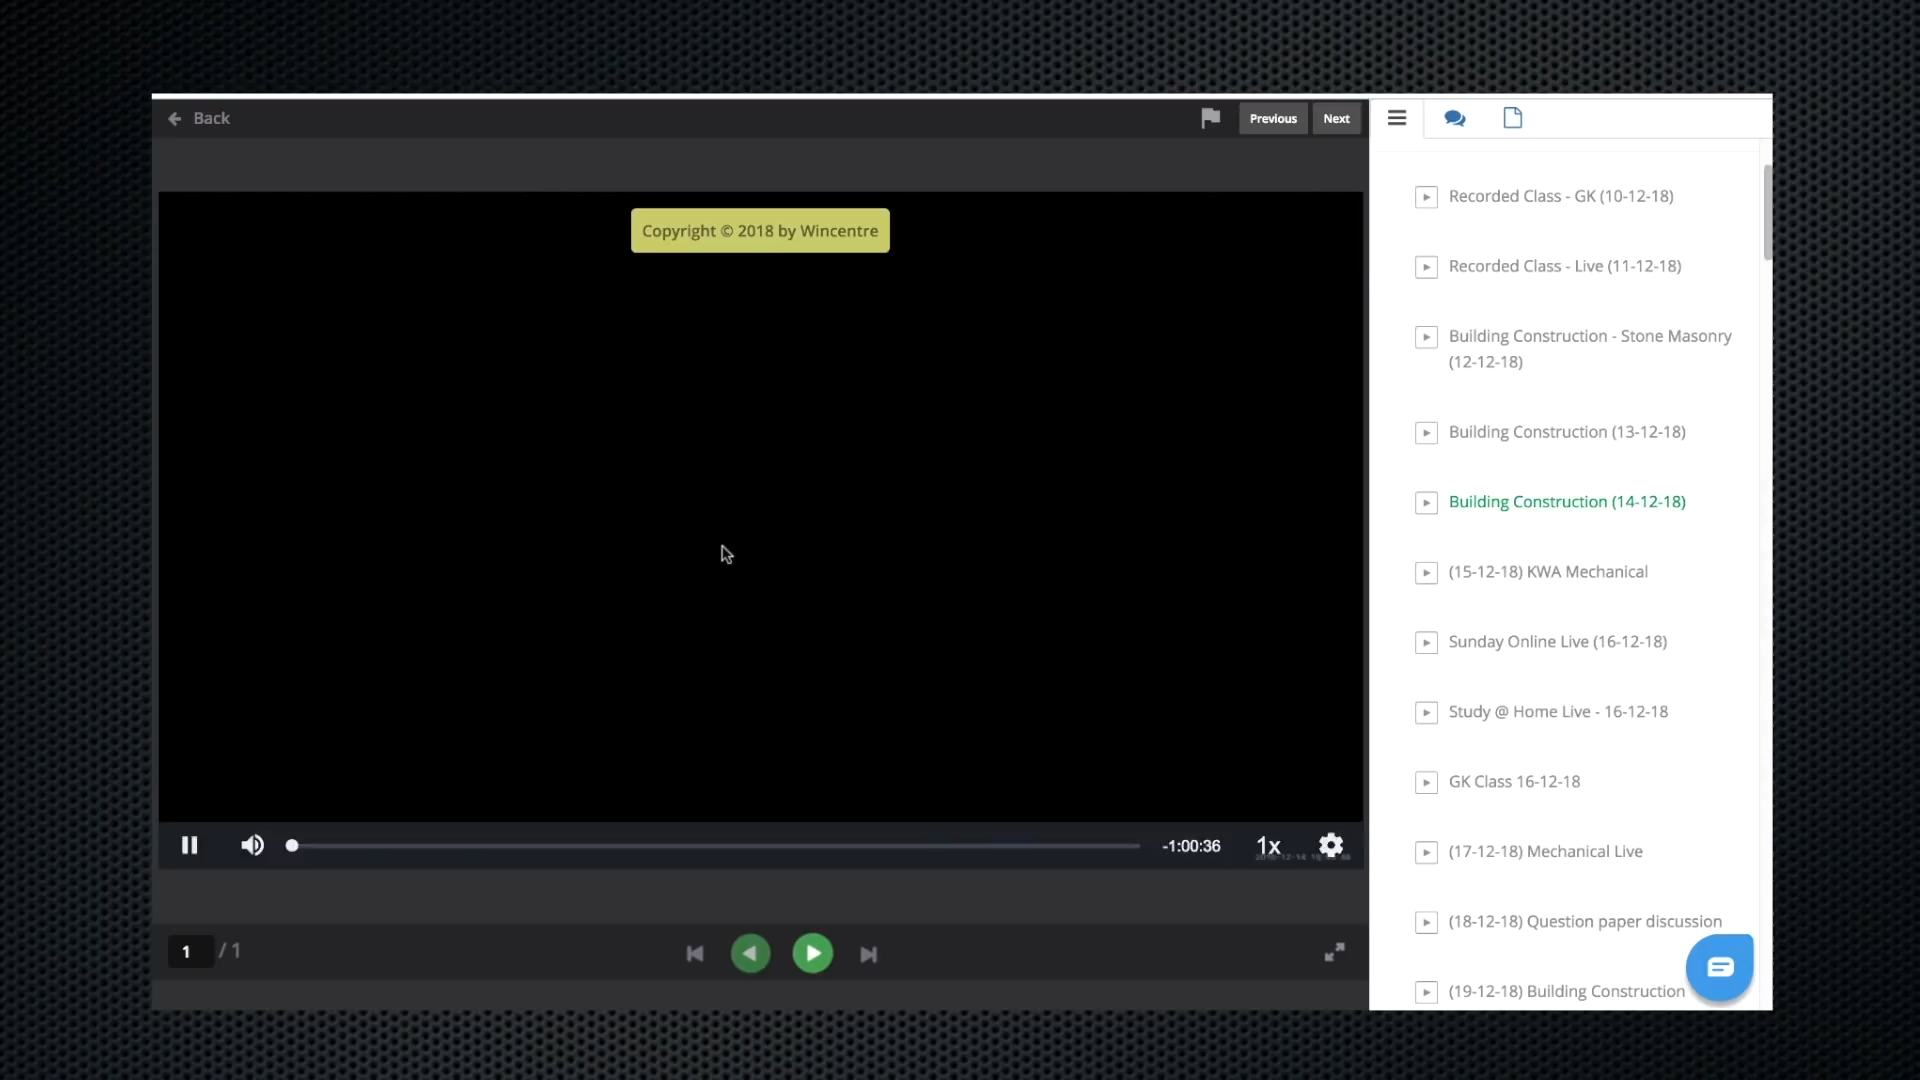 Back
Previous
Next
Copyright © 2018 by Wincentre
-1:00:36
1x
1 / 1
Recorded Class - GK (10-12-18)
Recorded Class - Live (11-12-18)
Building Construction - Stone Masonry
(12-12-18)
Building Construction (13-12-18)
Building Construction (14-12-18)
(15-12-18) KWA Mechanical
Sunday Online Live (16-12-18)
Study @ Home Live - 16-12-18
GK Class 16-12-18
(17-12-18) Mechanical Live
(18-12-18) Question paper discussion
(19-12-18) Building Construction